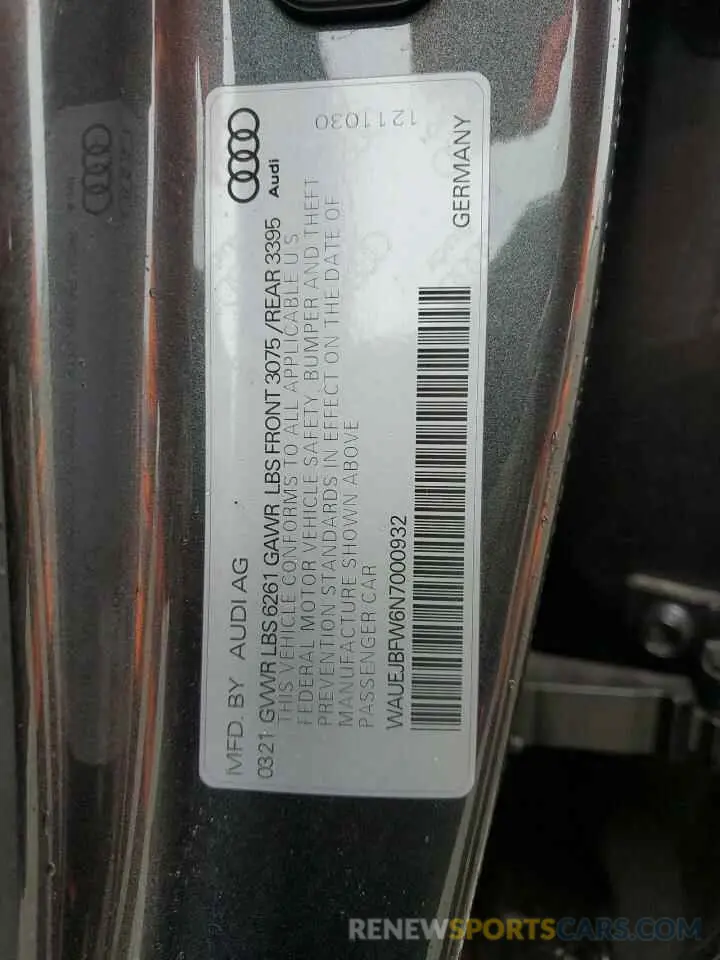 MFD. BY AUDI AG
0321 GVWR LBS 6261 GAWR LBS FRONT 3075 /REAR 3395
THIS VEHICLE CONFORMS TO ALL APPLICABLE U S
FEDERAL MOTOR VEHICLE SAFETY, BUMPER AND THEFT
PREVENTION STANDARDS IN EFFECT ON THE DATE OF
MANUFACTURE SHOWN ABOVE
PASSENGER CAR
WAUEJBFW6N7000932
Audi
1211030
GERMANY
RENEWSPORTSCARS.COM